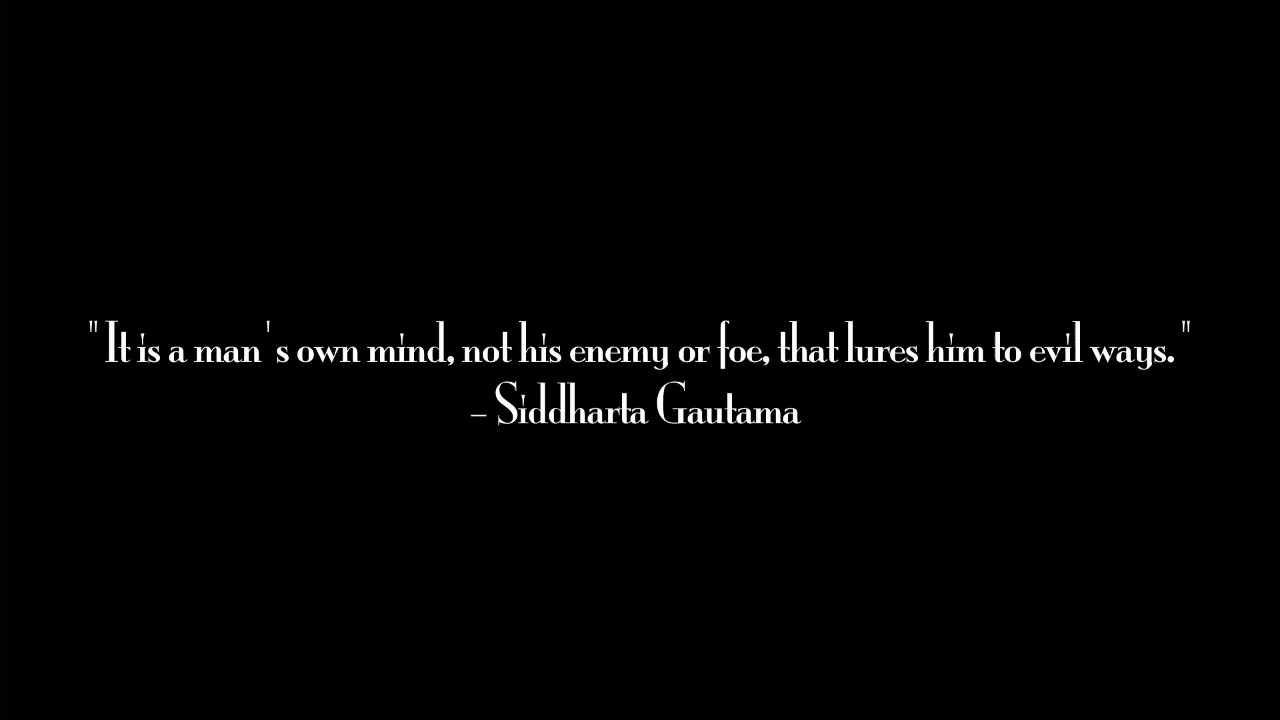 "It is a man's own mind, not his enemy or foe, that lures him to evil ways."
– Siddharta Gautama